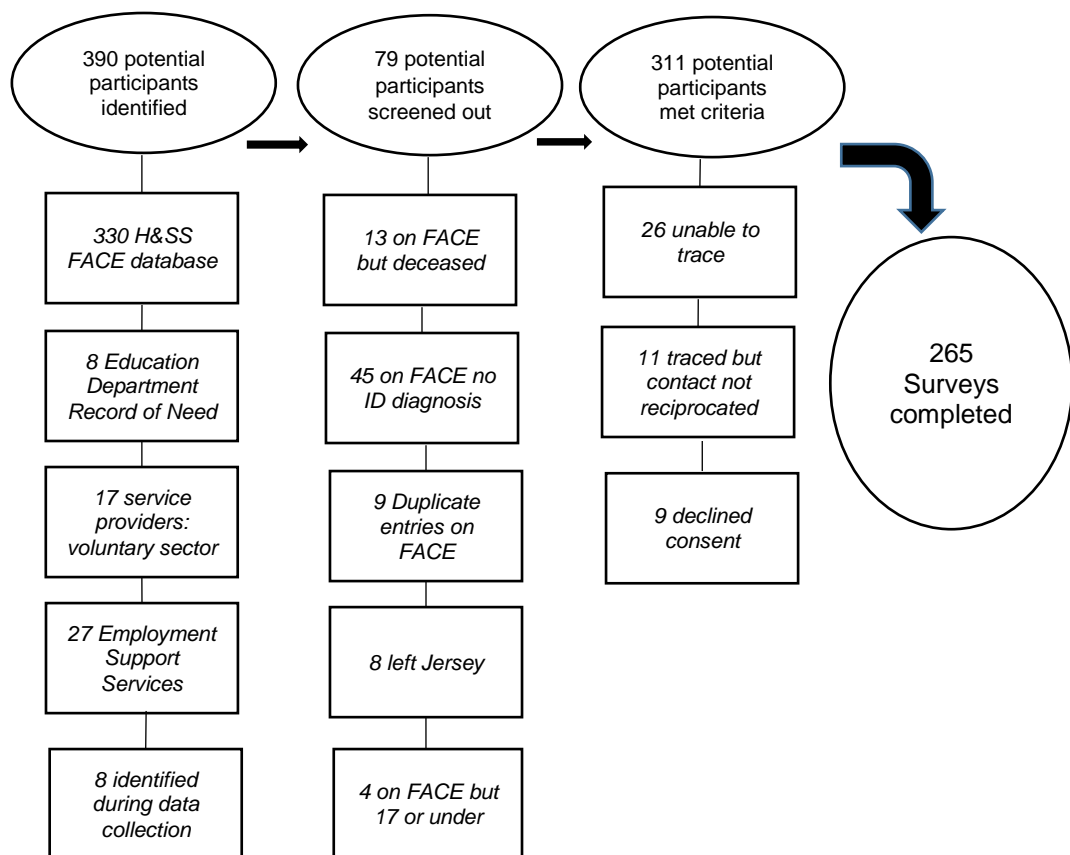 390 potential
participants
identified
330 H&SS
FACE database
8 Education
Department
Record of Need
17 service
providers:
voluntary sector
27 Employment
Support
Services
8 identified
during data
collection
79 potential
participants
screened out
13 on FACE
but deceased
45 on FACE no
ID diagnosis
9 Duplicate
entries on
FACE
8 left Jersey
4 on FACE but
17 or under
311 potential
participants
met criteria
26 unable to
trace
11 traced but
contact not
reciprocated
9 declined
consent
265
Surveys
completed